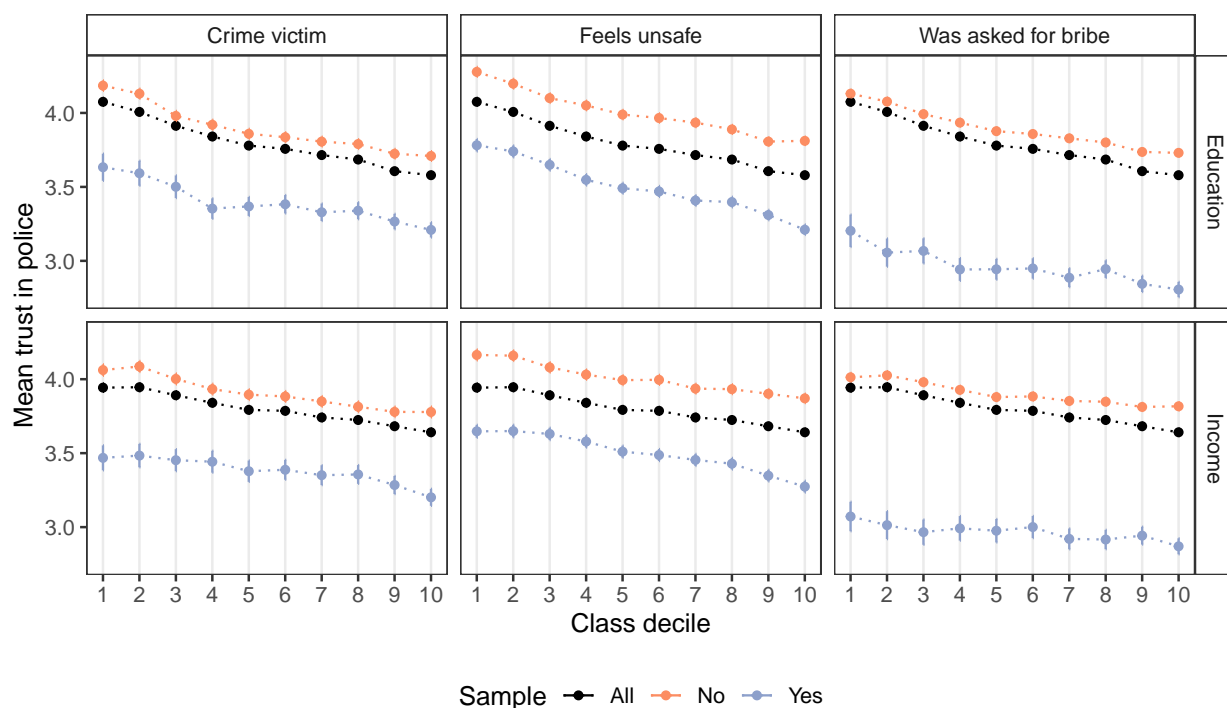 Crime victim
Feels unsafe
Was asked for bribe
Mean trust in police
4.0
3.5
3.0
Education
4.0
3.5
3.0
Income
1 2 3 4 5 6 7 8 9 10
1 2 3 4 5 6 7 8 9 10
1 2 3 4 5 6 7 8 9 10
Class decile
Sample All No Yes